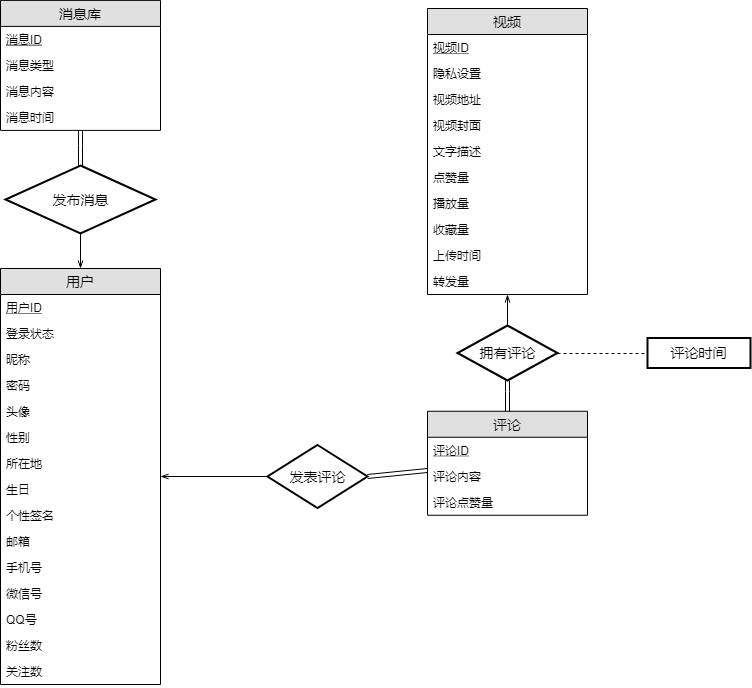 消息库
消息ID
消息类型
消息内容
消息时间
发布消息
用户
用户ID
登录状态
昵称
密码
头像
性别
所在地
生日
个性签名
邮箱
手机号
微信号
QQ号
粉丝数
关注数
视频
视频ID
隐私设置
视频地址
视频封面
文字描述
点赞量
播放量
收藏量
上传时间
转发量
拥有评论
评论时间
评论
评论ID
评论内容
评论点赞量
发表评论